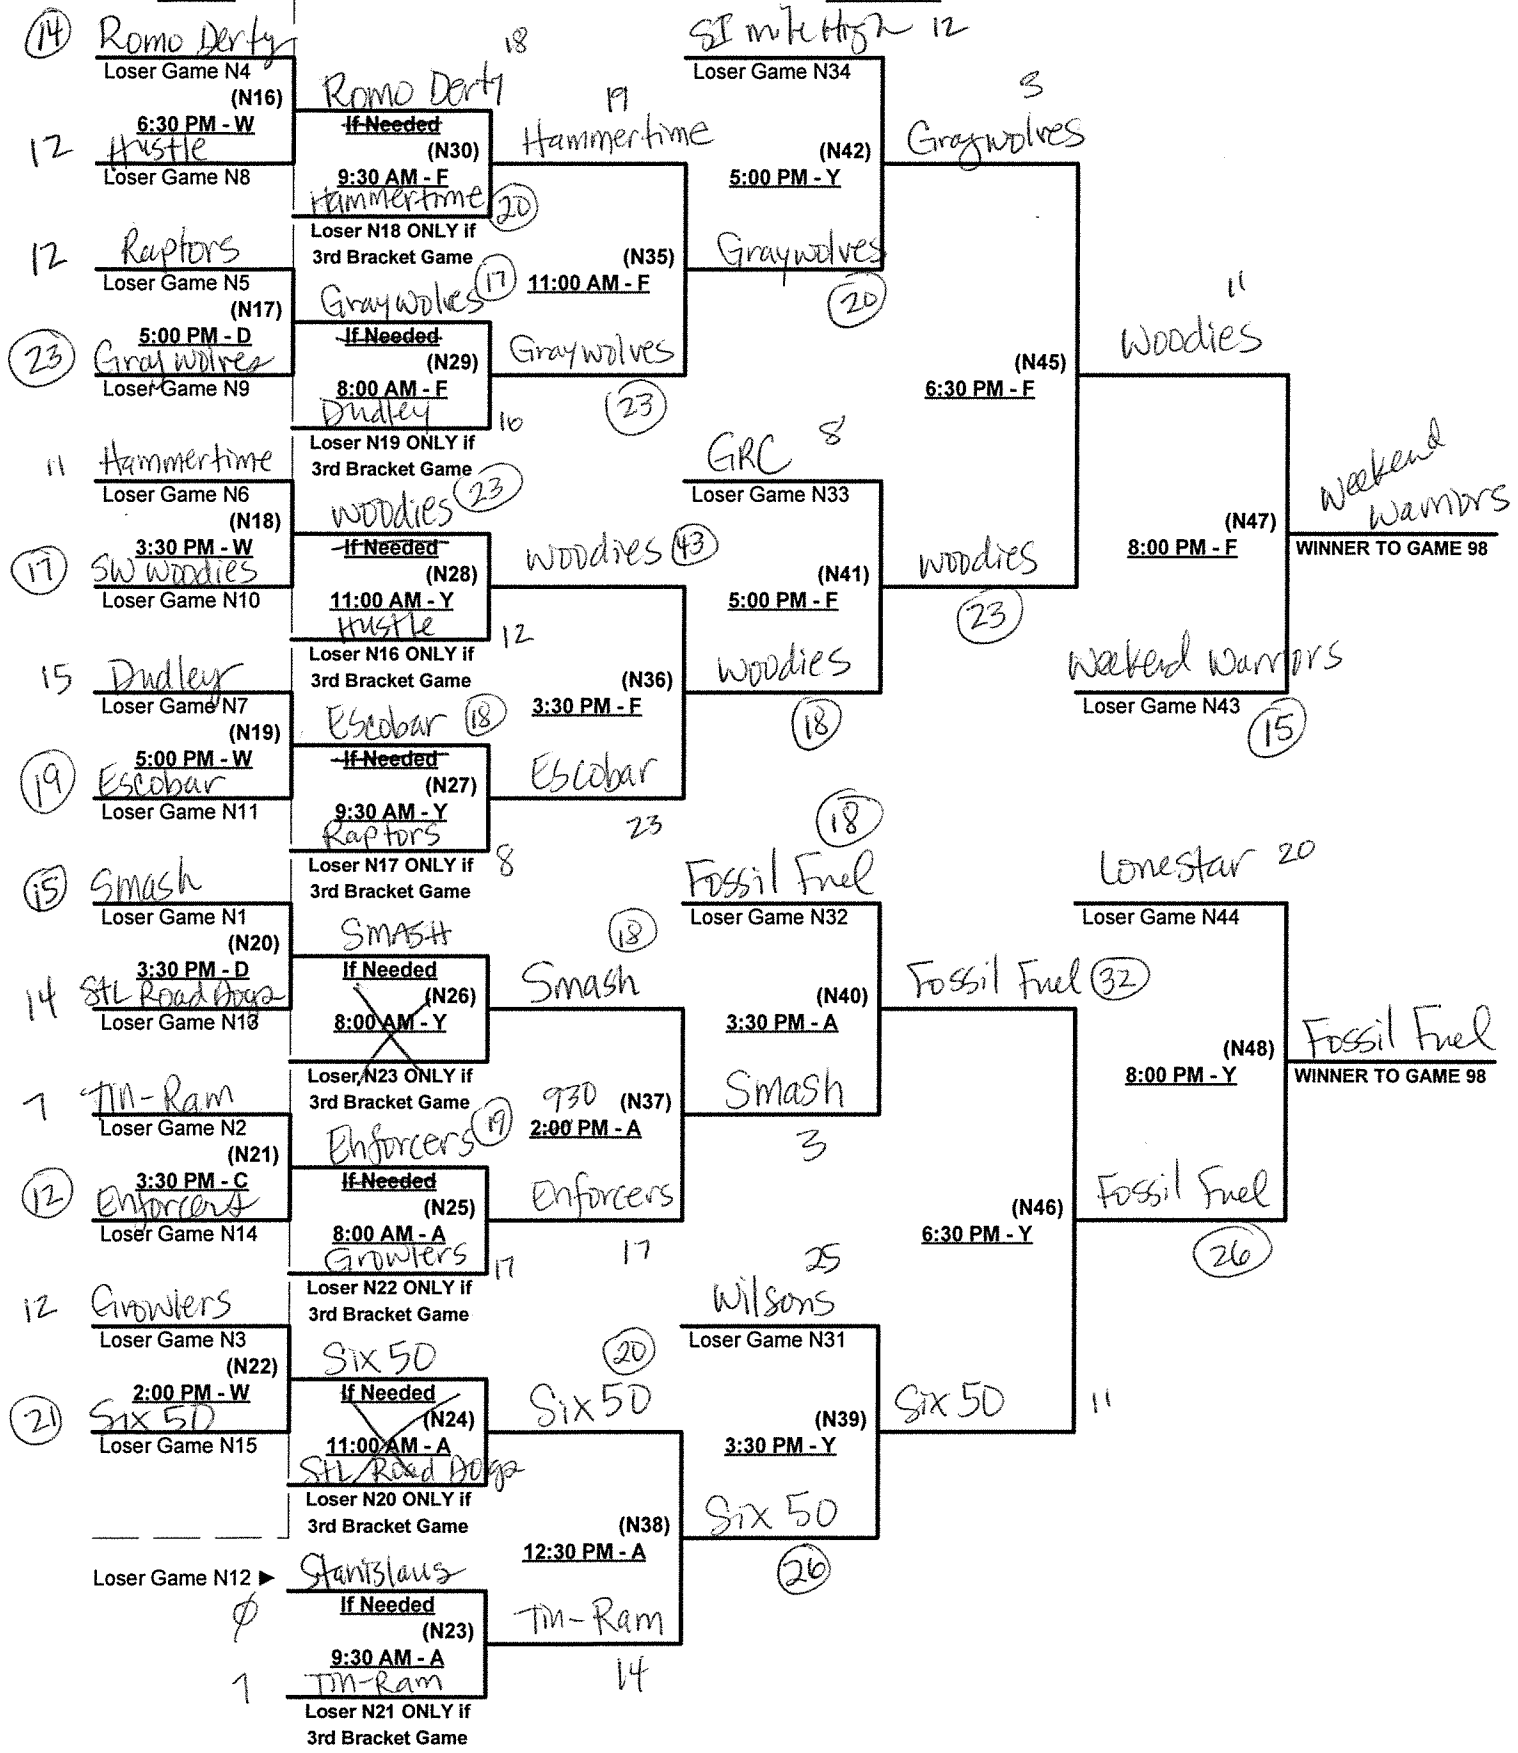 14 Romo Derty
Loser Game N4
(N16)
6:30 PM - W
12 Hustle
Loser Game N8
12 Raptors
Loser Game N5
(N17)
5:00 PM - D
23 Gray wolves
Loser Game N9
11 Hammertime
Loser Game N6
(N18)
3:30 PM - W
17 SW Woodies
Loser Game N10
15 Dudley
Loser Game N7
(N19)
5:00 PM - W
19 Escobar
Loser Game N11
15 Smash
Loser Game N1
(N20)
3:30 PM - D
14 StL Road Dogz
Loser Game N13
7 Tin-Ram
Loser Game N2
(N21)
3:30 PM - C
12 Enforcers
Loser Game N14
12 Growlers
Loser Game N3
(N22)
2:00 PM - W
21 Six 50
Loser Game N15
Loser Game N12 ►
18
Romo Derty
If Needed
(N30)
9:30 AM - F
Hammertime 20
Loser N18 ONLY if
3rd Bracket Game
Graywolves 17
If Needed
(N29)
8:00 AM - F
Dudley 16
Loser N19 ONLY if
3rd Bracket Game
Woodies 23
If Needed
(N28)
11:00 AM - Y
Hustle 12
Loser N16 ONLY if
3rd Bracket Game
Escobar 18
If Needed
(N27)
9:30 AM - Y
Raptors 8
Loser N17 ONLY if
3rd Bracket Game
SMASH
If Needed
(N26)
8:00 AM - Y
Loser N23 ONLY if
3rd Bracket Game
Enforcers 19
If Needed
(N25)
8:00 AM - A
Growlers 17
Loser N22 ONLY if
3rd Bracket Game
Six 50
If Needed
(N24)
11:00 AM - A
StL Road Dogz
Loser N20 ONLY if
3rd Bracket Game
Stanislaus
0
If Needed
(N23)
9:30 AM - A
7 Tin-Ram
Loser N21 ONLY if
3rd Bracket Game
19
Hammertime
(N35)
11:00 AM - F
Graywolves
23
Woodies 43
(N36)
3:30 PM - F
Escobar
23
18
Smash
930 (N37)
2:00 PM - A
Enforcers
17
20
Six 50
(N38)
12:30 PM - A
Tin-Ram
14
SI mile High 12
Loser Game N34
(N42)
5:00 PM - Y
Graywolves
20
GRC 8
Loser Game N33
(N41)
5:00 PM - F
Woodies
18
18
Fossil Fuel
Loser Game N32
(N40)
3:30 PM - A
Smash
3
25
Wilsons
Loser Game N31
(N39)
3:30 PM - Y
Six 50
26
3
Graywolves
(N45)
6:30 PM - F
Woodies
23
Fossil Fuel 32
(N46)
6:30 PM - Y
Six 50 11
11
Woodies
(N47)
8:00 PM - F
Weekend Warriors
Loser Game N43
15
Lonestar 20
Loser Game N44
(N48)
8:00 PM - Y
Fossil Fuel
26
Weekend
Warriors
WINNER TO GAME 98
Fossil Fuel
WINNER TO GAME 98